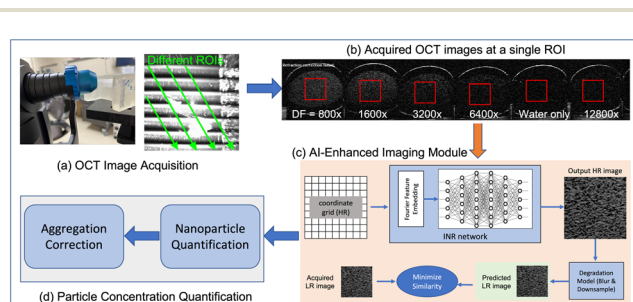 Different ROIs
(a) OCT Image Acquisition
(b) Acquired OCT images at a single ROI
DF = 800x
1600x
3200x
6400x
Water only
12800x
(c) AI-Enhanced Imaging Module
coordinate
grid (HR)
Fourier Feature
Embedding
INR network
Output HR image
Degradation
Model (Blur &
Downsample)
Predicted
LR image
Minimize
Similarity
Acquired
LR image
Nanoparticle
Quantification
Aggregation
Correction
(d) Particle Concentration Quantification